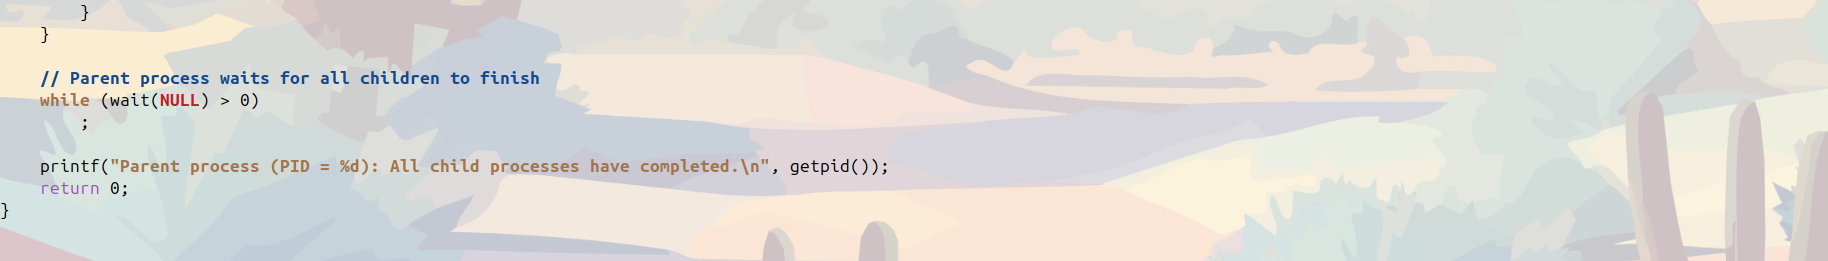 }
    }

    // Parent process waits for all children to finish
    while (wait(NULL) > 0)
        ;

    printf("Parent process (PID = %d): All child processes have completed.\n", getpid());
    return 0;
}